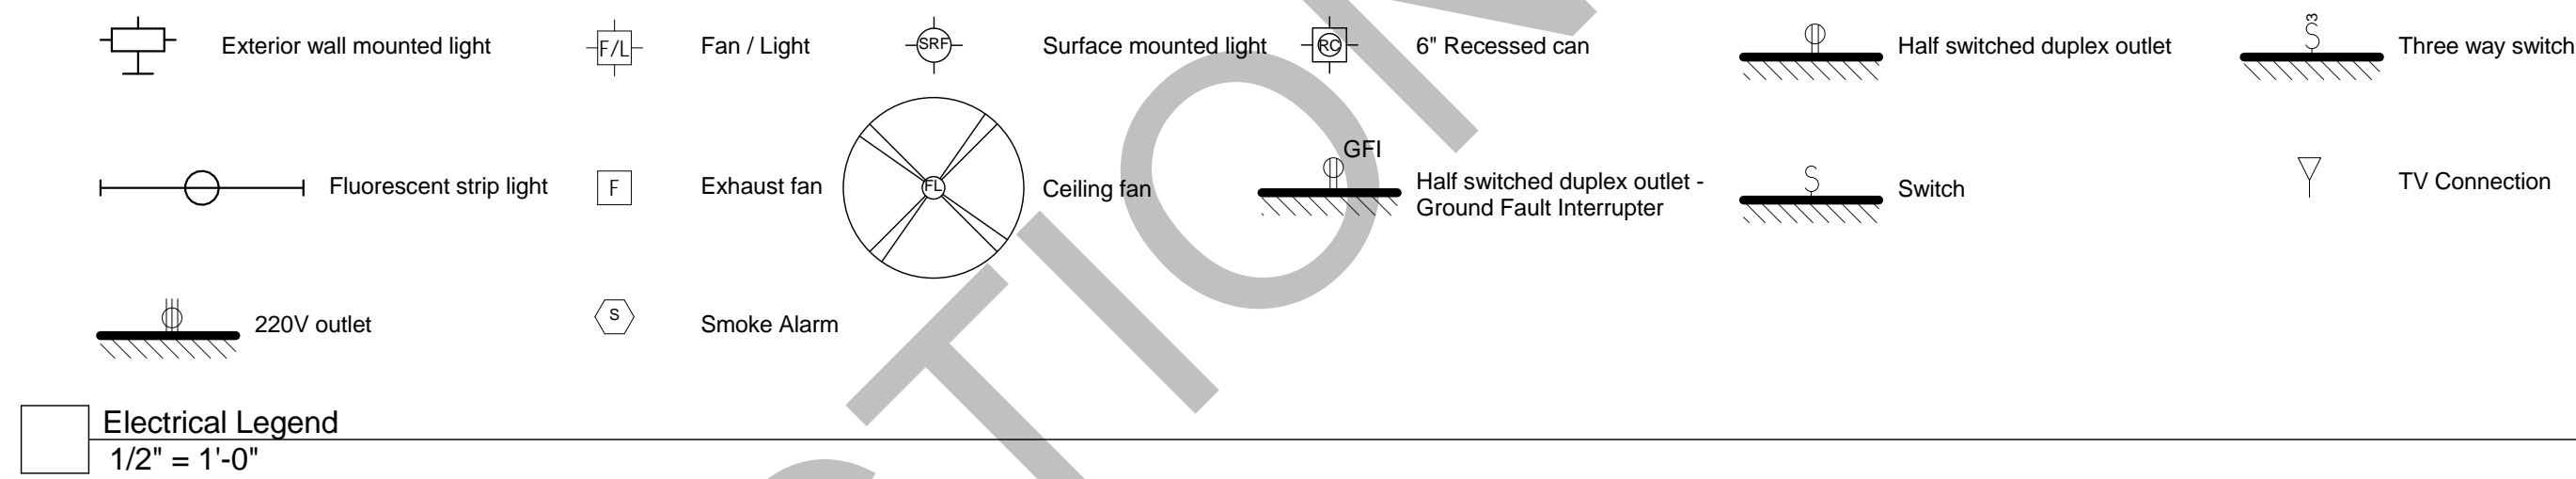 Exterior wall mounted light
F/L
Fan / Light
SRF
Surface mounted light
RC
6" Recessed can
Half switched duplex outlet
S3
Three way switch
Fluorescent strip light
F
Exhaust fan
FL
Ceiling fan
GFI
Half switched duplex outlet -
Ground Fault Interrupter
S
Switch
TV Connection
220V outlet
S
Smoke Alarm
Electrical Legend
1/2" = 1'-0"